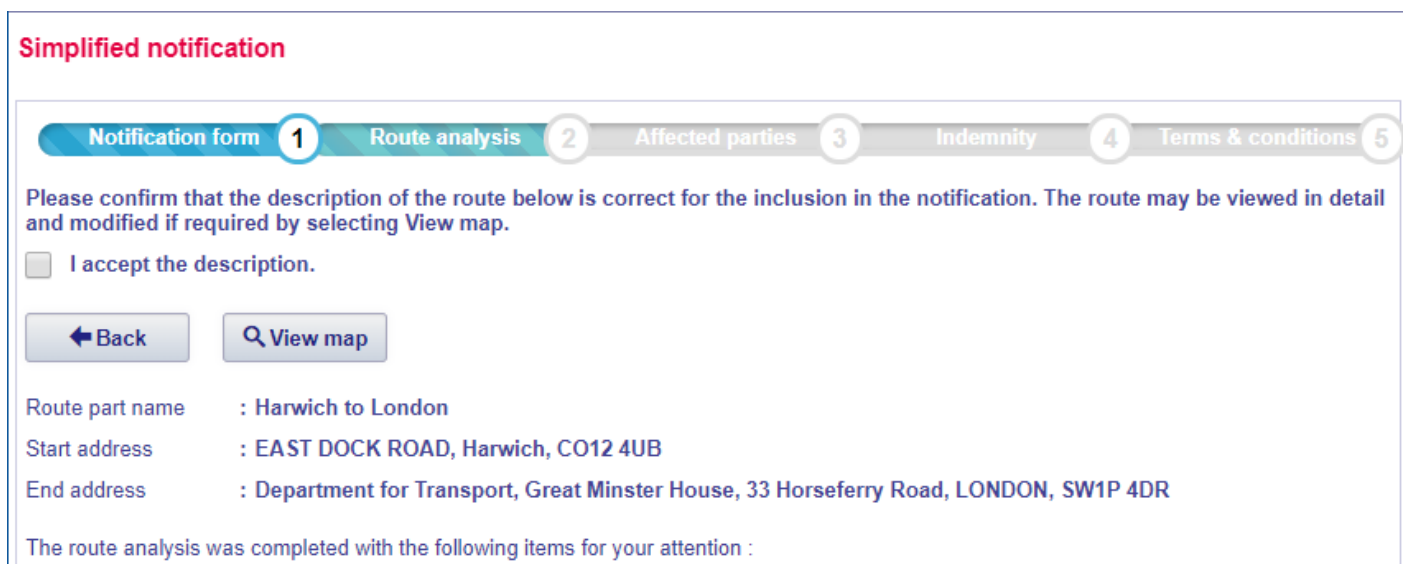 Simplified notification
Notification form 1 Route analysis 2 Affected parties 3 Indemnity 4 Terms & conditions 5
Please confirm that the description of the route below is correct for the inclusion in the notification. The route may be viewed in detail
and modified if required by selecting View map.
I accept the description.
Back View map
Route part name : Harwich to London
Start address : EAST DOCK ROAD, Harwich, CO12 4UB
End address : Department for Transport, Great Minster House, 33 Horseferry Road, LONDON, SW1P 4DR
The route analysis was completed with the following items for your attention :